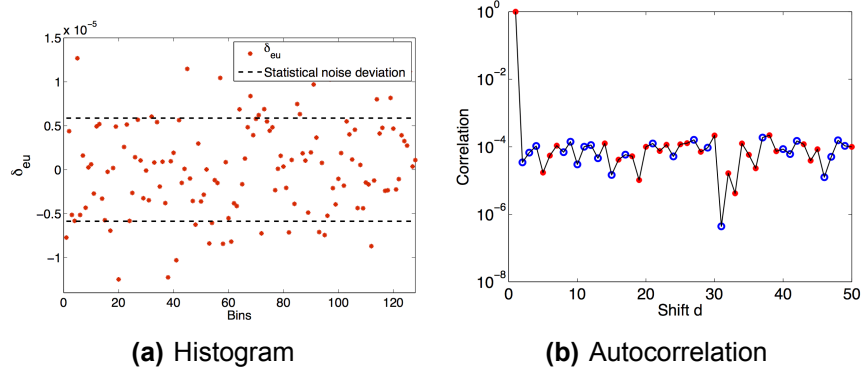 x 10⁻⁵
1.5
1
0.5
0
−0.5
−1
δeu
0
20
40
60
80
100
120
Bins
δeu
Statistical noise deviation
(a) Histogram
10⁰
10⁻²
10⁻⁴
10⁻⁶
10⁻⁸
Correlation
0
10
20
30
40
50
Shift d
(b) Autocorrelation